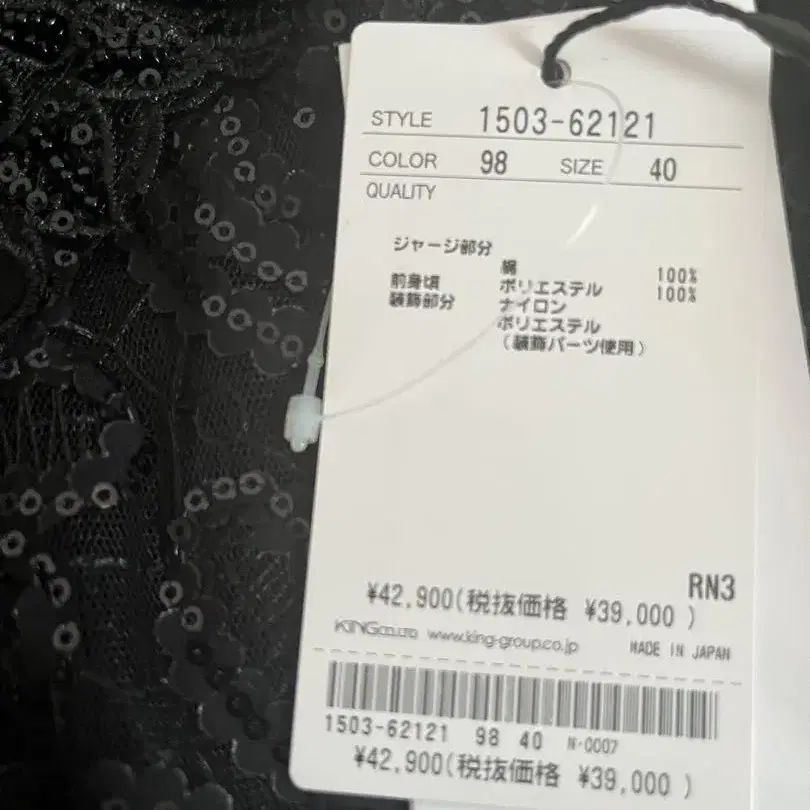 STYLE 1503-62121
COLOR 98 SIZE 40
QUALITY
ジャージ部分
綿 100%
前身頃 ポリエステル 100%
装飾部分 ナイロン
ポリエステル
(装飾パーツ使用)
RN3
¥42,900(税抜価格 ¥39,000 )
KING CO.LTD www.king-group.co.jp MADE IN JAPAN
1503-62121 98 40 N-0007
¥42,900(税抜価格 ¥39,000 )